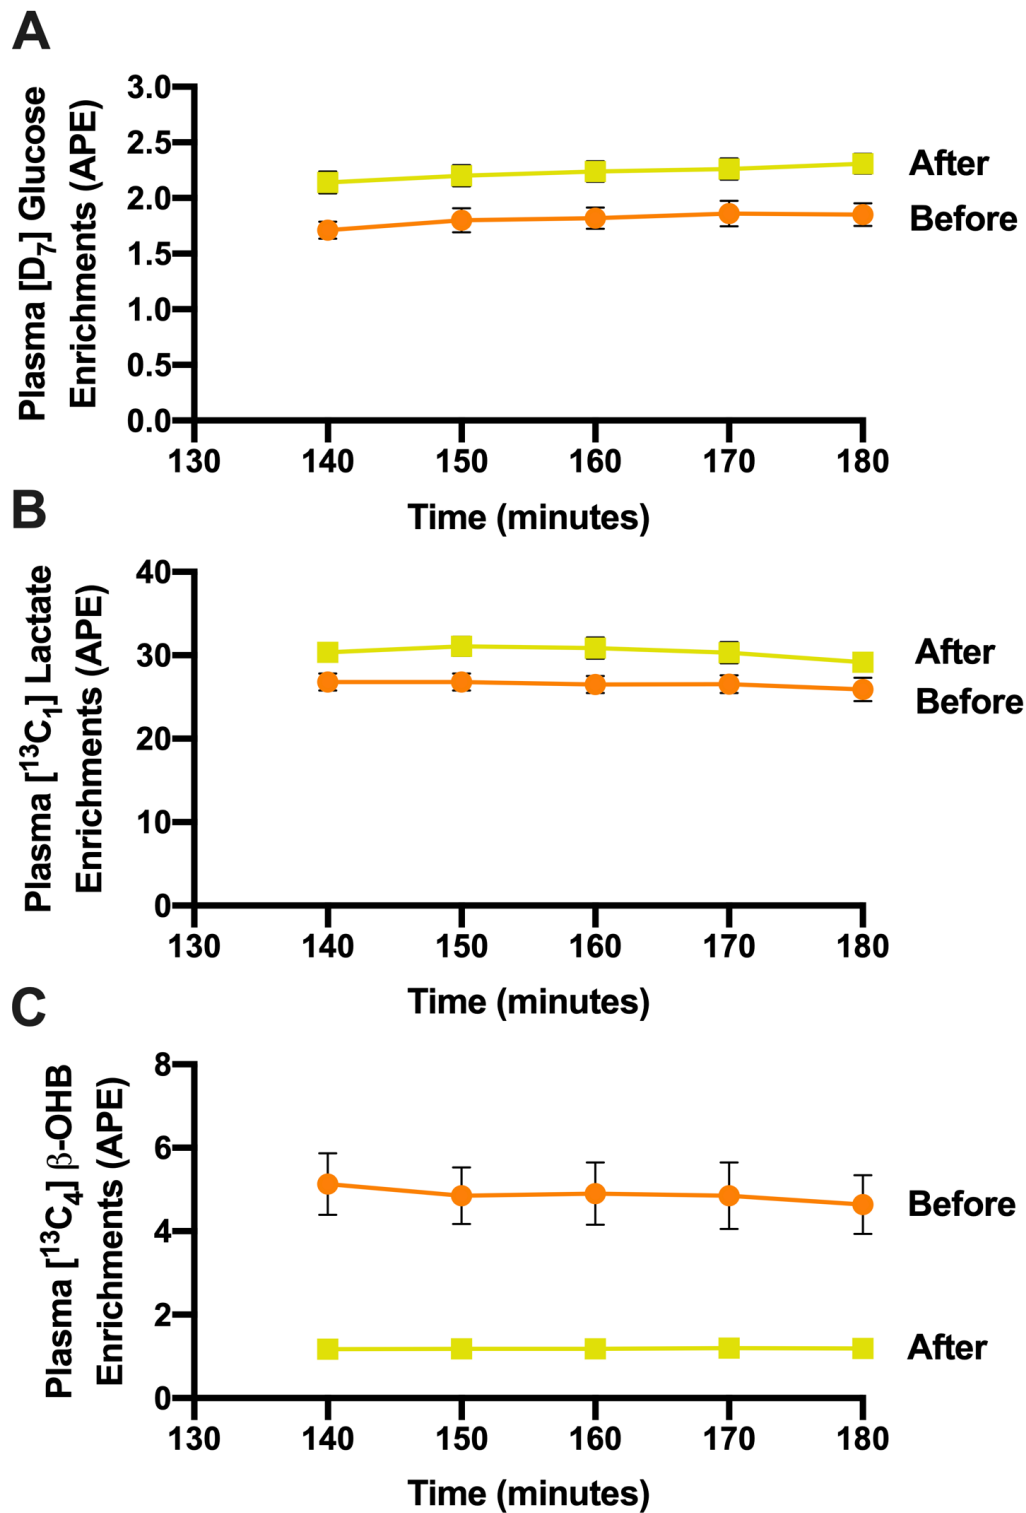 A
Plasma [D7] Glucose
Enrichments (APE)
3.0
2.5
2.0
1.5
1.0
0.5
0.0
After
Before
130 140 150 160 170 180
Time (minutes)
B
Plasma [¹³C₁] Lactate
Enrichments (APE)
40
30
20
10
0
After
Before
130 140 150 160 170 180
Time (minutes)
C
Plasma [¹³C₄] β-OHB
Enrichments (APE)
8
6
4
2
0
Before
After
130 140 150 160 170 180
Time (minutes)